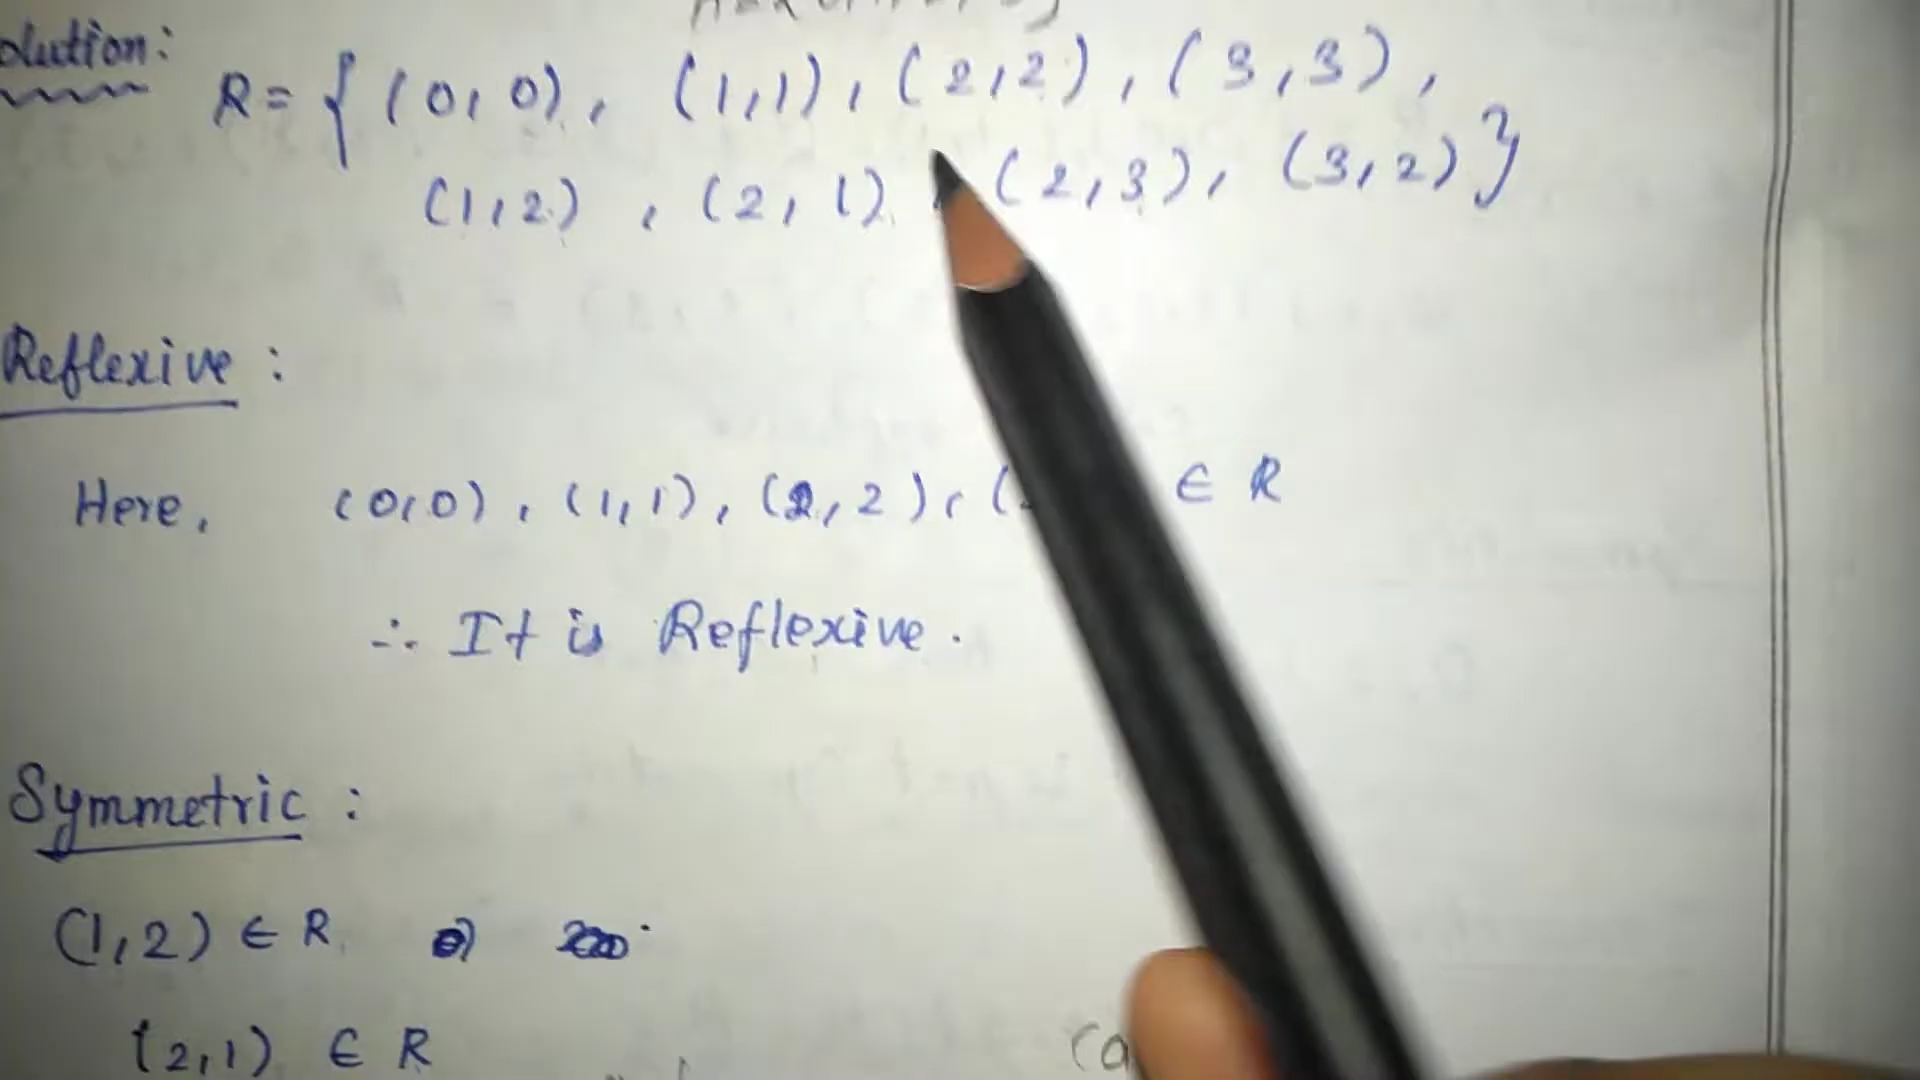 olution:
R = { (0, 0), (1,1), (2,2), (3,3),
(1,2), (2,1), (2,3), (3,2) }
Reflexive :
Here, (0,0), (1,1), (2,2), ( ∈ R
∴ It is Reflexive.
Symmetric :
(1,2) ∈ R
(2,1) ∈ R (a